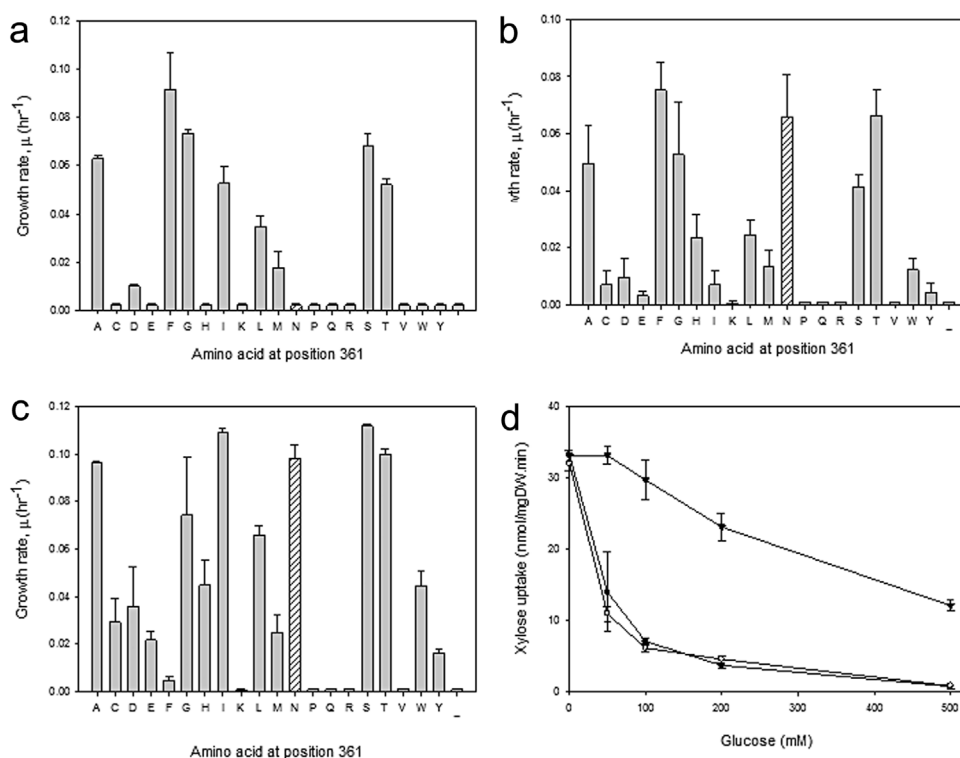 a
0.12
0.10
0.08
0.06
0.04
0.02
0.00
Growth rate, μ (hr-1)
A C D E F G H I K L M N P Q R S T V W Y _
Amino acid at position 361
b
0.10
0.08
0.06
0.04
0.02
0.00
vth rate, μ (hr-1)
A C D E F G H I K L M N P Q R S T V W Y _
Amino acid at position 361
c
0.12
0.10
0.08
0.06
0.04
0.02
0.00
Growth rate, μ (hr-1)
A C D E F G H I K L M N P Q R S T V W Y _
Amino acid at position 361
d
40
30
20
10
0
Xylose uptake (nmol/mgDW.min)
0 100 200 300 400 500
Glucose (mM)